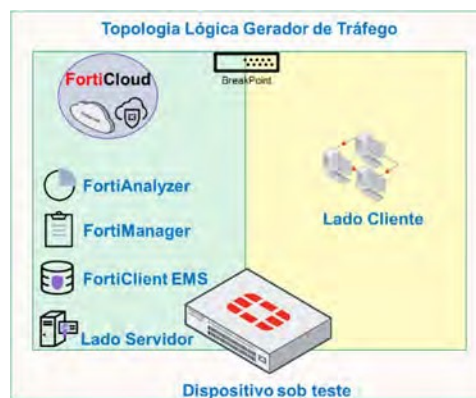 Topologia Lógica Gerador de Tráfego
FortiCloud
BreakPoint
FortiAnalyzer
FortiManager
FortiClient EMS
Lado Servidor
Lado Cliente
Dispositivo sob teste